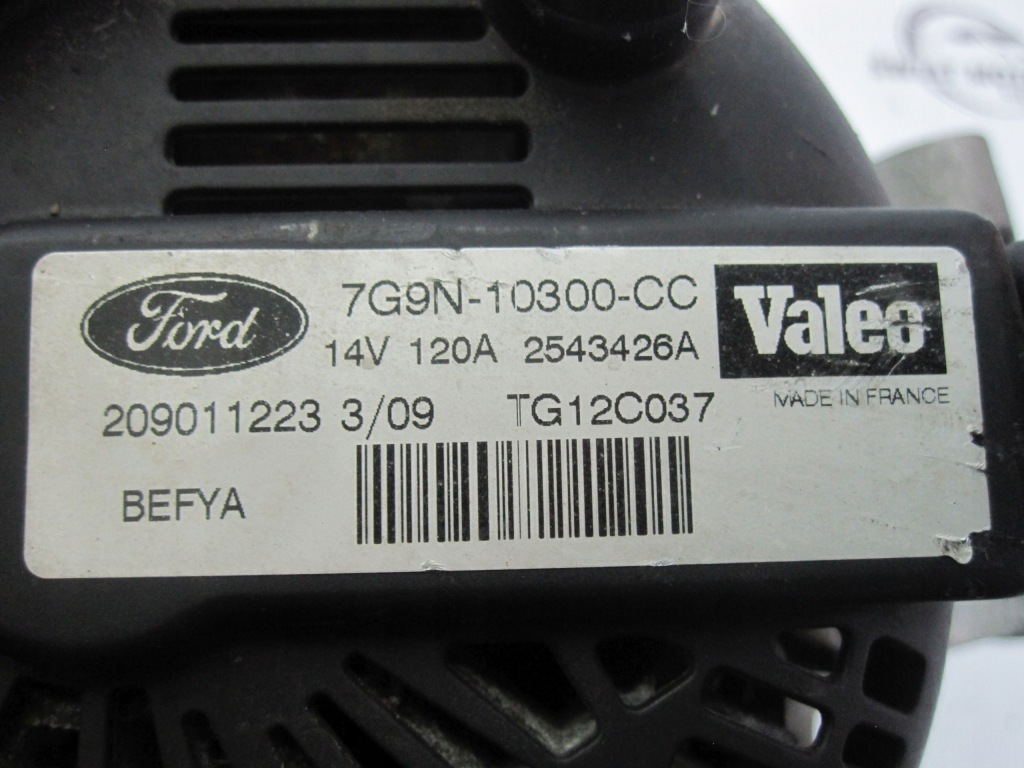 Ford
7G9N-10300-CC
14V 120A 2543426A
Valeo
MADE IN FRANCE
209011223 3/09 TG12C037
BEFYA